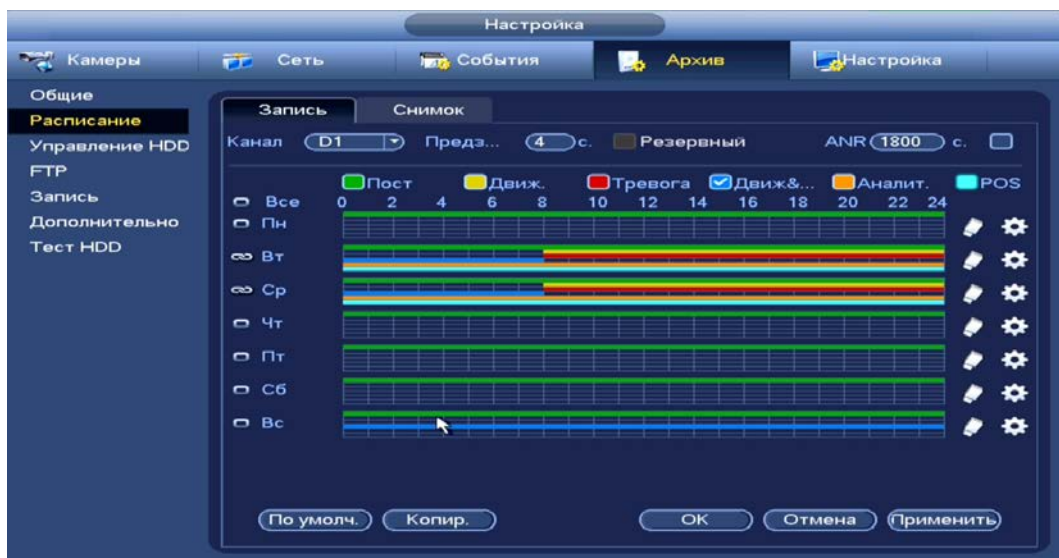 Настройка
Камеры Сеть События Архив Настройка
Общие
Расписание
Управление HDD
FTP
Запись
Дополнительно
Тест HDD
Запись Снимок
Канал D1 Предз... 4 с. Резервный ANR 1800 с.
Пост Движ. Тревога Движ&... Аналит. POS
Все 0 2 4 6 8 10 12 14 16 18 20 22 24
Пн
Вт
Ср
Чт
Пт
Сб
Вс
По умолч. Копир. OK Отмена Применить